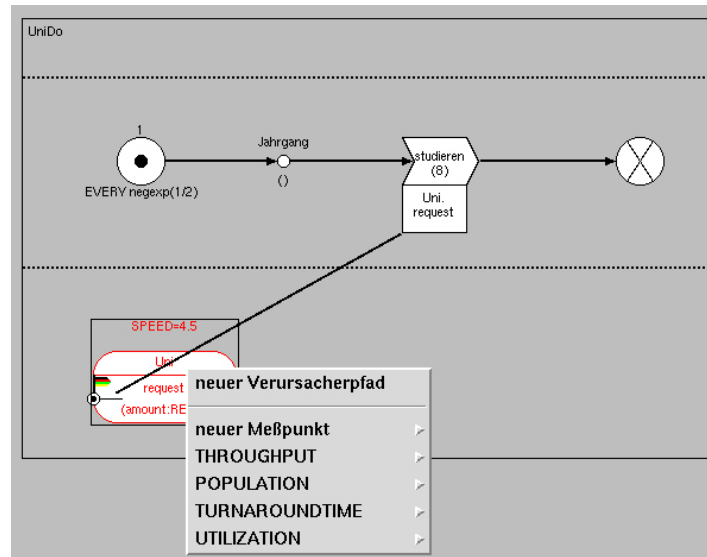 UniDo
1
Jahrgang
studieren
(8)
()
EVERY negexp(1/2)
Uni.
request
SPEED=4.5
Uni
request
(amount:RE
neuer Verursacherpfad
neuer Meßpunkt
THROUGHPUT
POPULATION
TURNAROUNDTIME
UTILIZATION